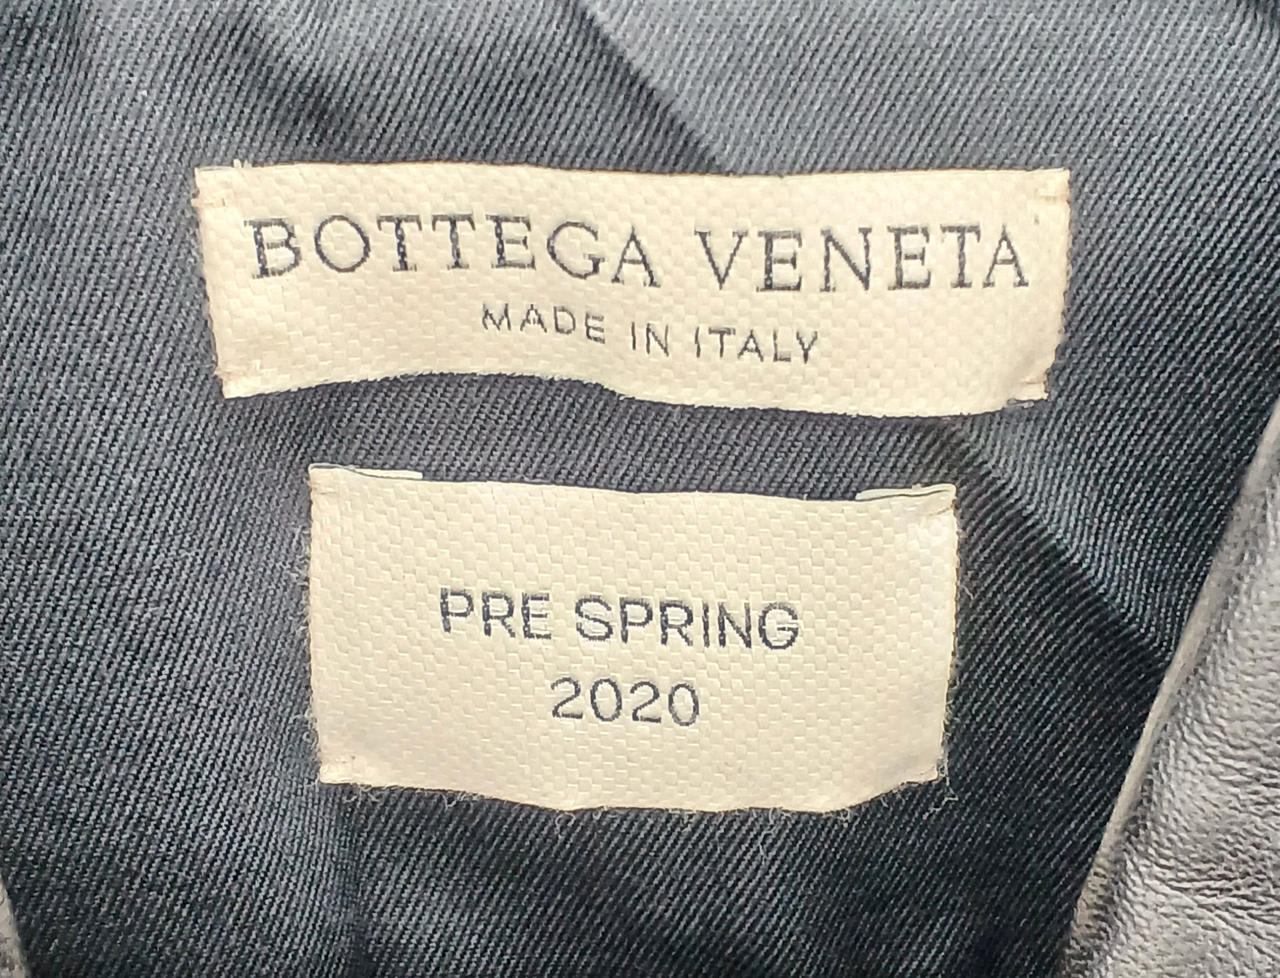 BOTTEGA VENETA
MADE IN ITALY
PRE SPRING
2020